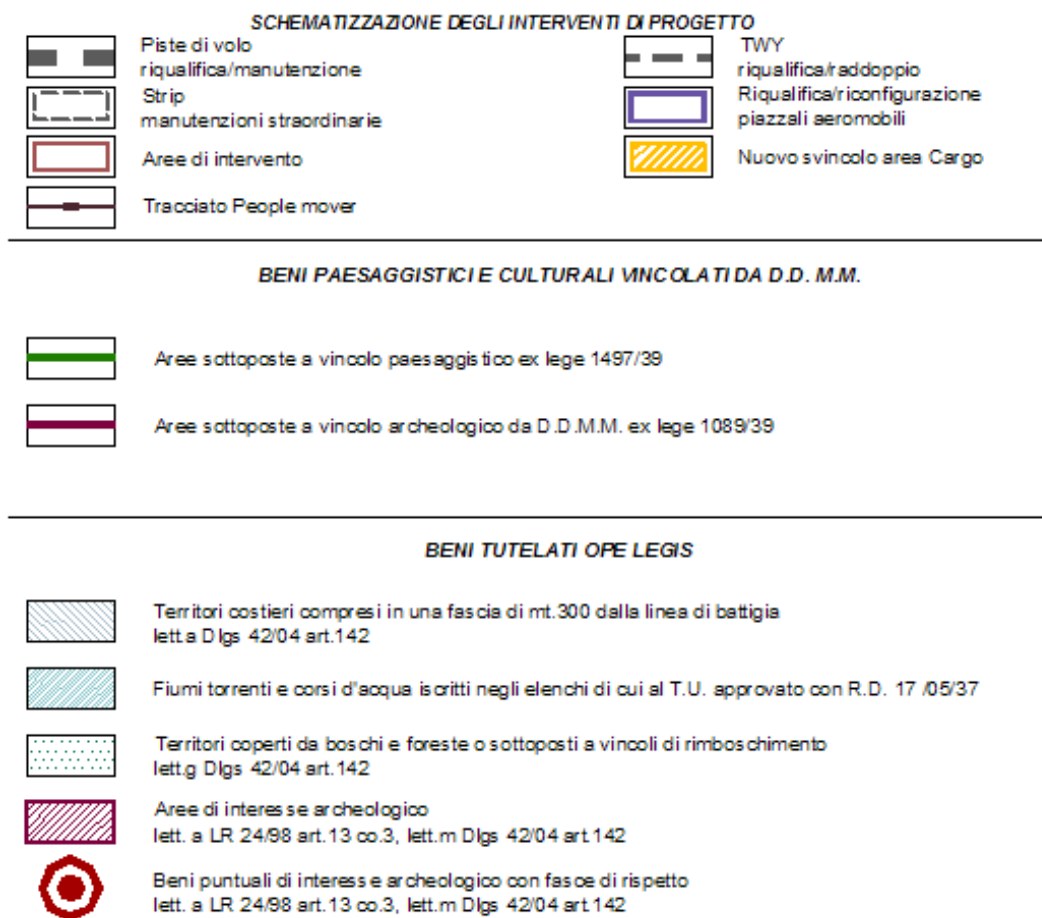 SCHEMATIZZAZIONE DEGLI INTERVENTI DI PROGETTO
Piste di volo
riqualifica/manutenzione
TWY
riqualifica/raddoppio
Strip
manutenzioni straordinarie
Riqualifica/riconfigurazione
piazzali aeromobili
Aree di intervento
Nuovo svincolo area Cargo
Tracciato People mover
BENI PAESAGGISTICI E CULTURALI VINCOLATI DA D.D. M.M.
Aree sottoposte a vincolo paesaggistico ex lege 1497/39
Aree sottoposte a vincolo archeologico da D.D.M.M. ex lege 1089/39
BENI TUTELATI OPE LEGIS
Territori costieri compresi in una fascia di mt.300 dalla linea di battigia
lett.a Dlgs 42/04 art.142
Fiumi torrenti e corsi d'acqua iscritti negli elenchi di cui al T.U. approvato con R.D. 17 /05/37
Territori coperti da boschi e foreste o sottoposti a vincoli di rimboschimento
lett.g Dlgs 42/04 art.142
Aree di interesse archeologico
lett. a LR 24/98 art.13 co.3, lett.m Dlgs 42/04 art.142
Beni puntuali di interesse archeologico con fasce di rispetto
lett. a LR 24/98 art.13 co.3, lett.m Dlgs 42/04 art.142